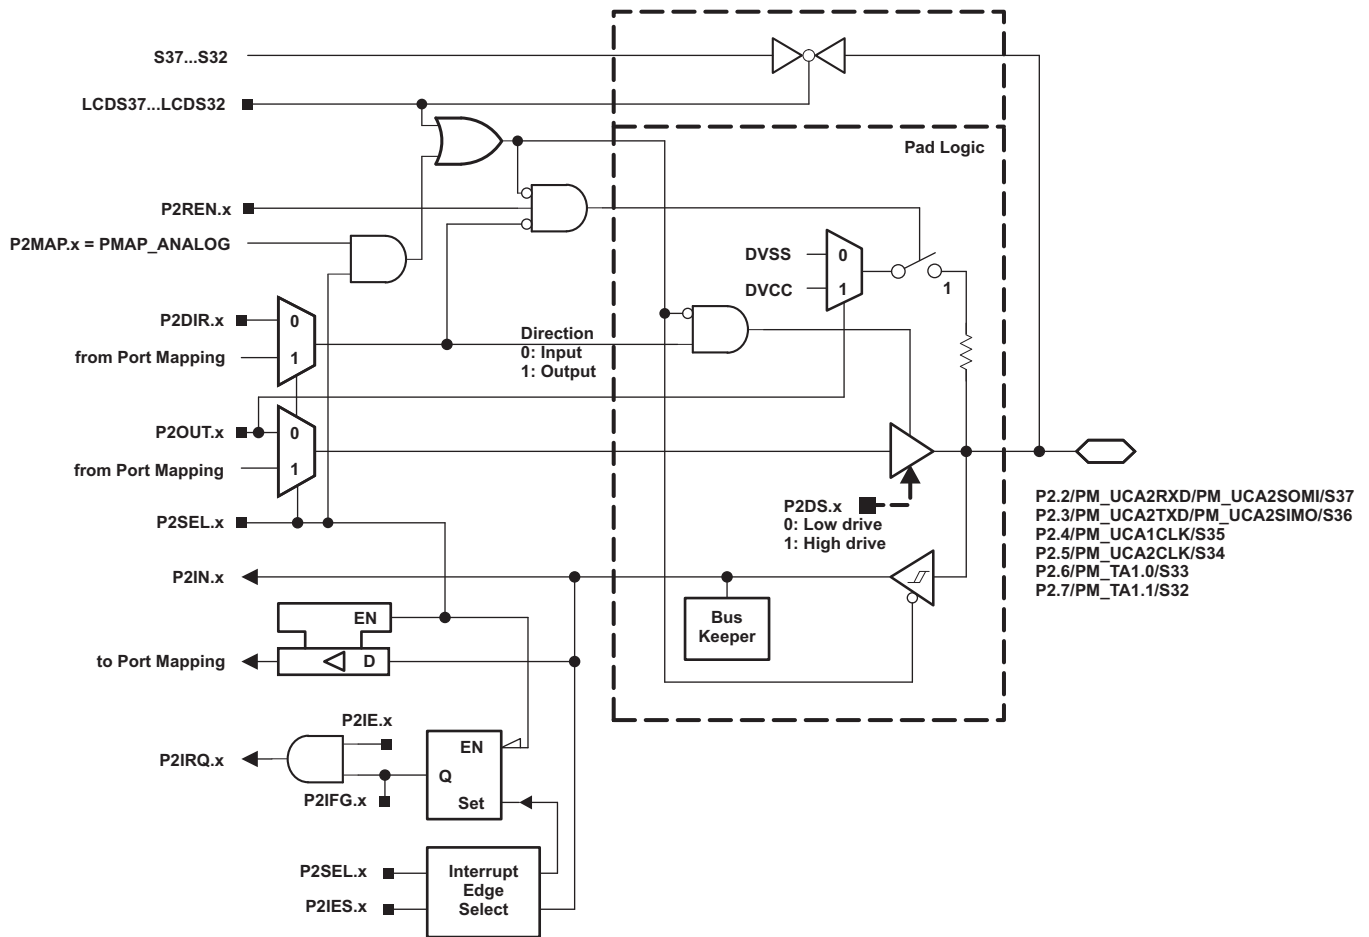 S37...S32
LCDS37...LCDS32
Pad Logic
P2REN.x
P2MAP.x = PMAP_ANALOG
DVSS
0
DVCC
1
1
P2DIR.x
0
from Port Mapping
1
Direction
0: Input
1: Output
P2OUT.x
0
from Port Mapping
1
P2SEL.x
P2DS.x
0: Low drive
1: High drive
P2.2/PM_UCA2RXD/PM_UCA2SOMI/S37
P2.3/PM_UCA2TXD/PM_UCA2SIMO/S36
P2.4/PM_UCA1CLK/S35
P2.5/PM_UCA2CLK/S34
P2.6/PM_TA1.0/S33
P2.7/PM_TA1.1/S32
P2IN.x
Bus
Keeper
EN
to Port Mapping
D
P2IE.x
P2IRQ.x
EN
Q
Set
P2IFG.x
P2SEL.x
P2IES.x
Interrupt
Edge
Select